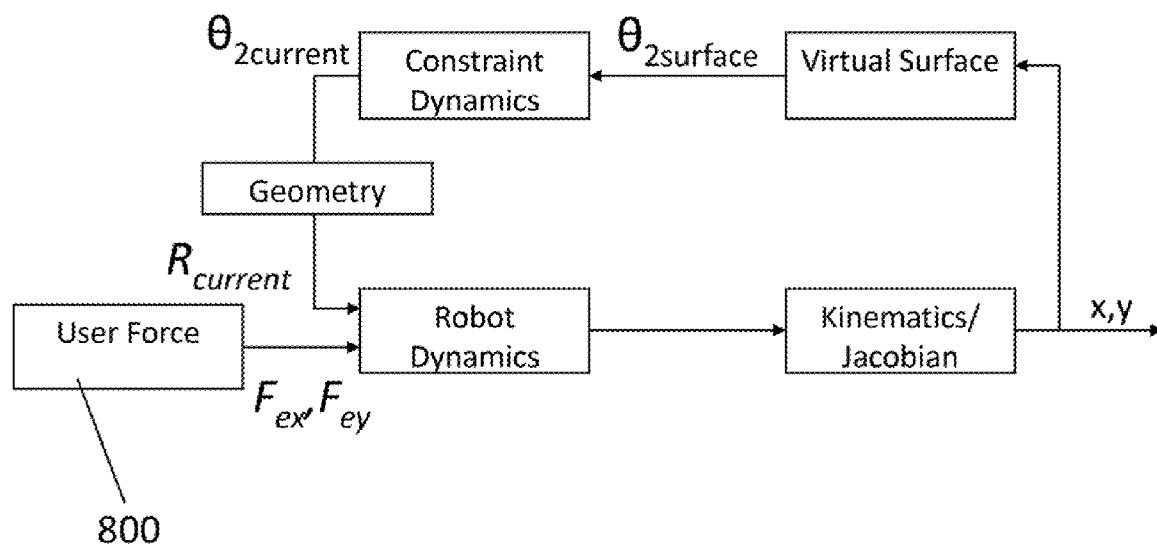 θ2current
Constraint
Dynamics
θ2surface
Virtual Surface
Geometry
Rcurrent
User Force
Robot
Dynamics
Kinematics/
Jacobian
x,y
Fex, Fey
800